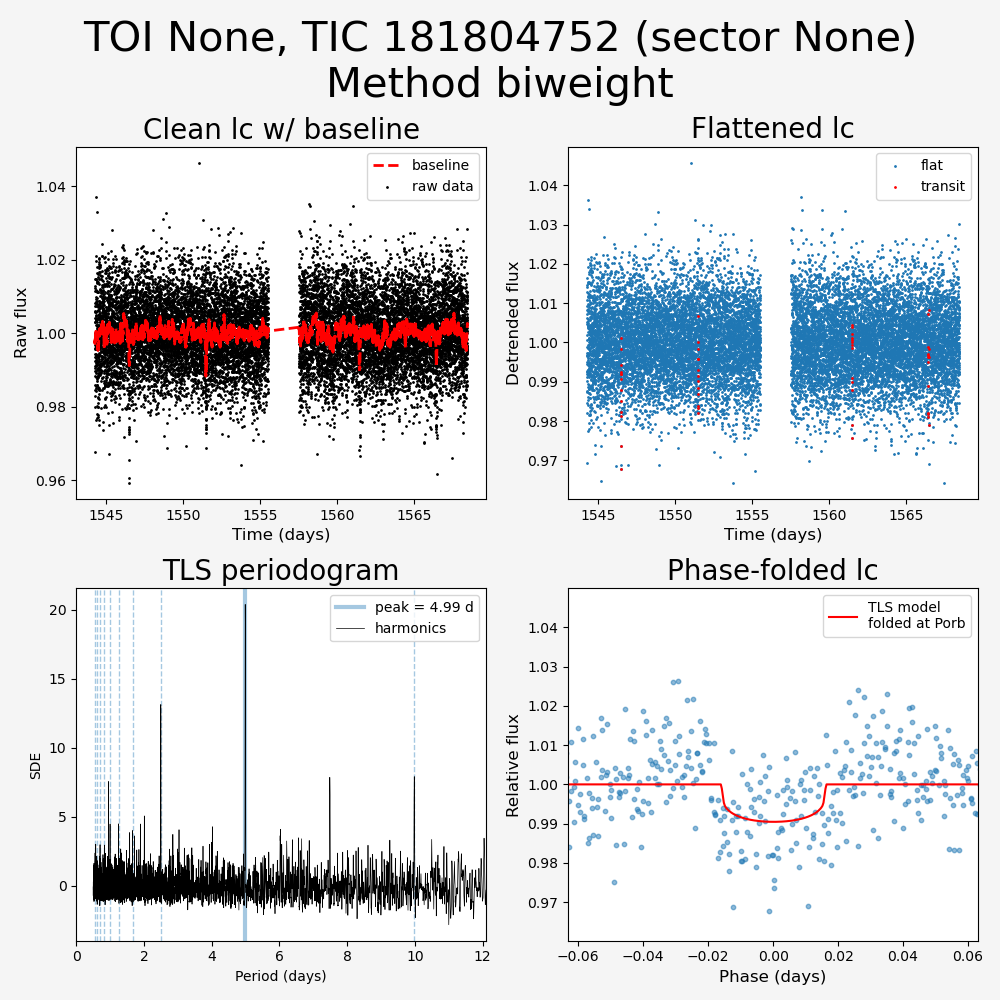 TOI None, TIC 181804752 (sector None)
Method biweight
Clean lc w/ baseline
baseline
raw data
1.04
1.02
1.00
0.98
0.96
Raw flux
1545
1550
1555
1560
1565
Time (days)
Flattened lc
flat
transit
1.04
1.03
1.02
1.01
1.00
0.99
0.98
0.97
Detrended flux
1545
1550
1555
1560
1565
Time (days)
TLS periodogram
peak = 4.99 d
harmonics
20
15
10
5
0
SDE
0
2
4
6
8
10
12
Period (days)
Phase-folded lc
TLS model
folded at Porb
1.04
1.03
1.02
1.01
1.00
0.99
0.98
0.97
Relative flux
−0.06
−0.04
−0.02
0.00
0.02
0.04
0.06
Phase (days)